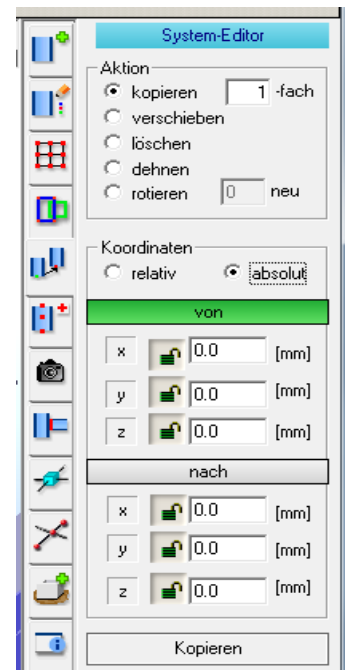 System-Editor
Aktion
kopieren 1 -fach
verschieben
löschen
dehnen
rotieren 0 neu
Koordinaten
relativ absolut
von
x 0.0 [mm]
y 0.0 [mm]
z 0.0 [mm]
nach
x 0.0 [mm]
y 0.0 [mm]
z 0.0 [mm]
Kopieren